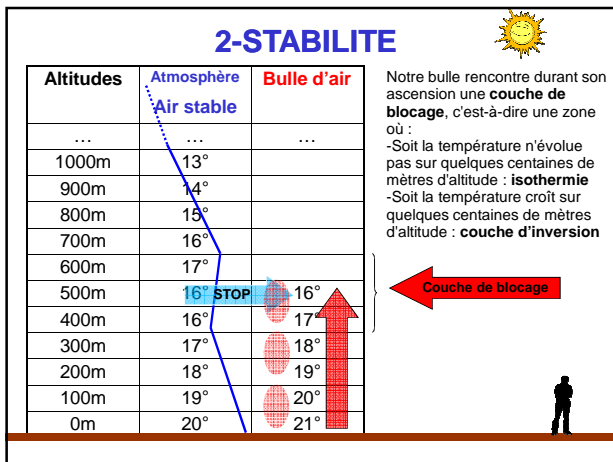 2-STABILITE
Altitudes Atmosphère Bulle d'air
Air stable
… … …
1000m 13°
900m 14°
800m 15°
700m 16°
600m 17°
500m 16° STOP 16°
400m 16° 17°
300m 17° 18°
200m 18° 19°
100m 19° 20°
0m 20° 21°
Notre bulle rencontre durant son
ascension une couche de
blocage, c'est-à-dire une zone
où :
-Soit la température n'évolue
pas sur quelques centaines de
mètres d'altitude : isothermie
-Soit la température croît sur
quelques centaines de mètres
d'altitude : couche d'inversion
Couche de blocage